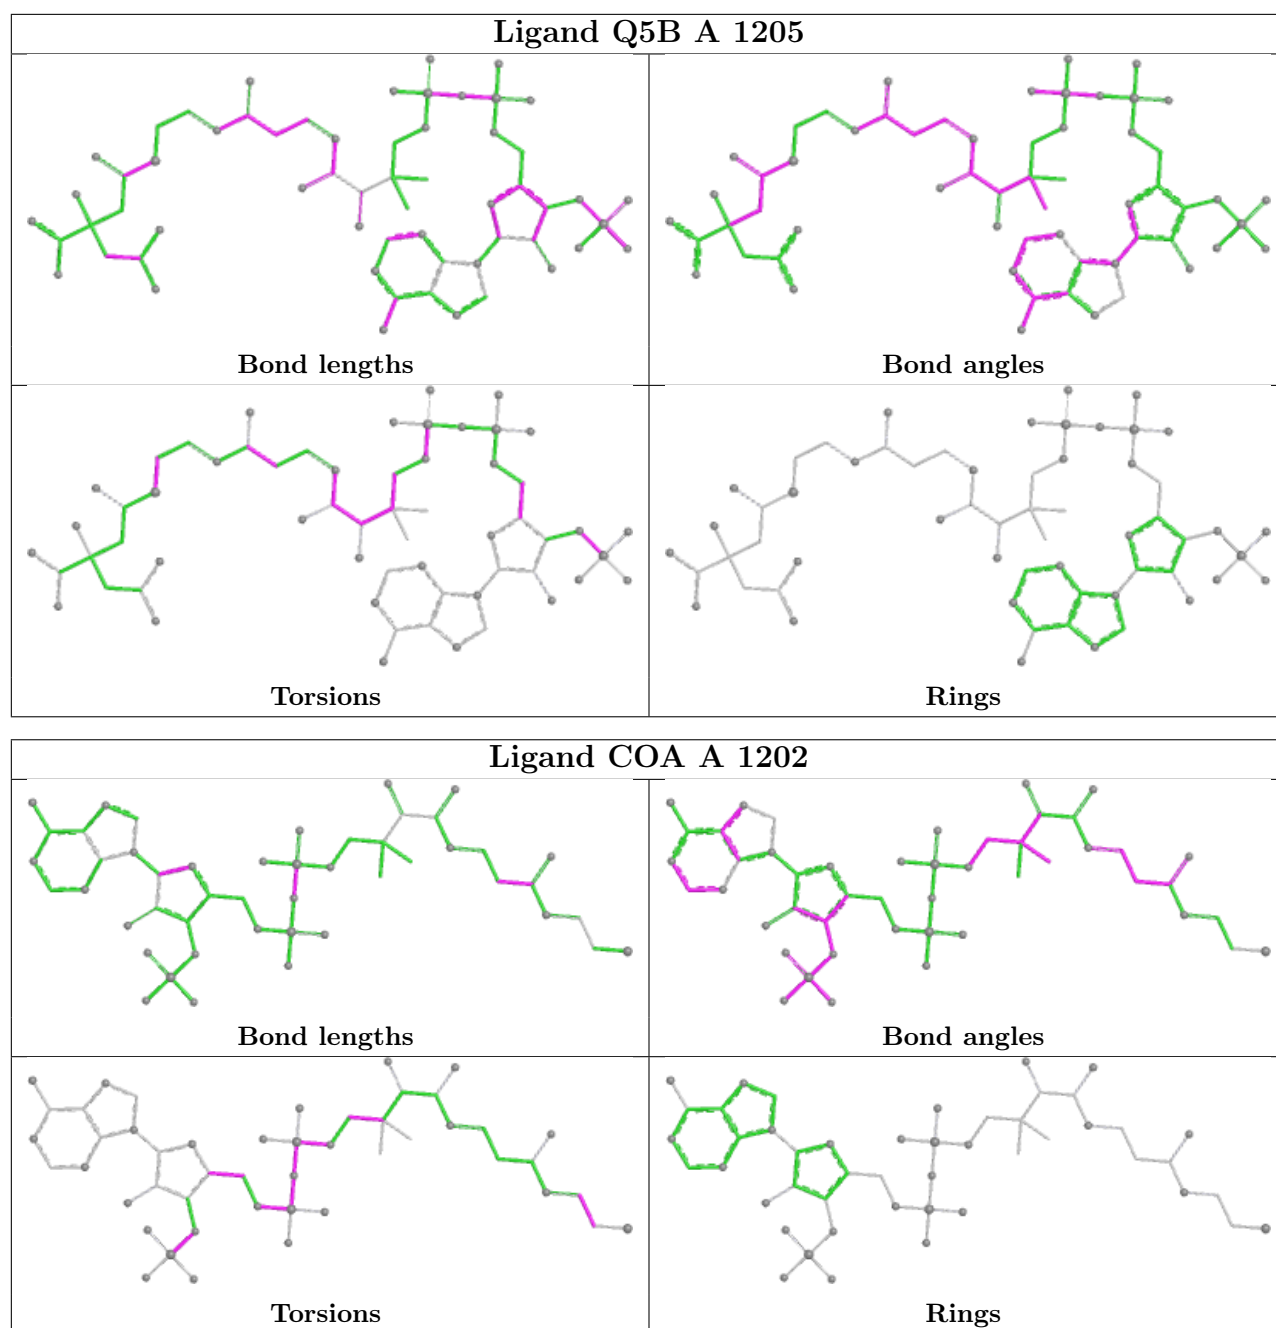 Ligand Q5B A 1205
Bond lengths
Bond angles
Torsions
Rings
Ligand COA A 1202
Bond lengths
Bond angles
Torsions
Rings